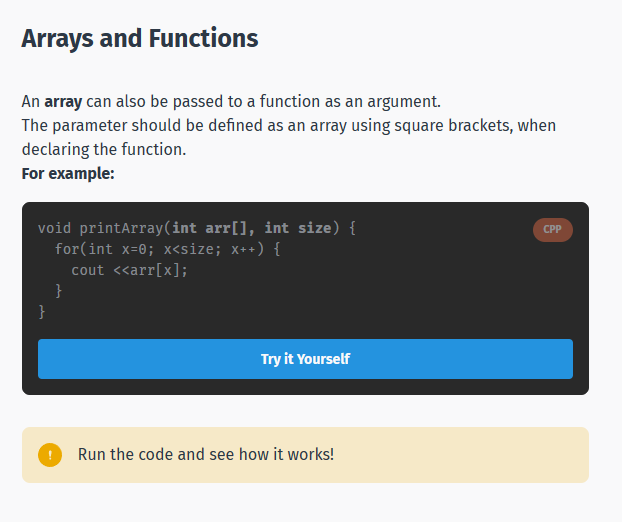 Arrays and Functions
An array can also be passed to a function as an argument.
The parameter should be defined as an array using square brackets, when
declaring the function.
For example:
void printArray(int arr[], int size) {
CPP
  for(int x=0; x<size; x++) {
    cout <<arr[x];
  }
}
Try it Yourself
! Run the code and see how it works!